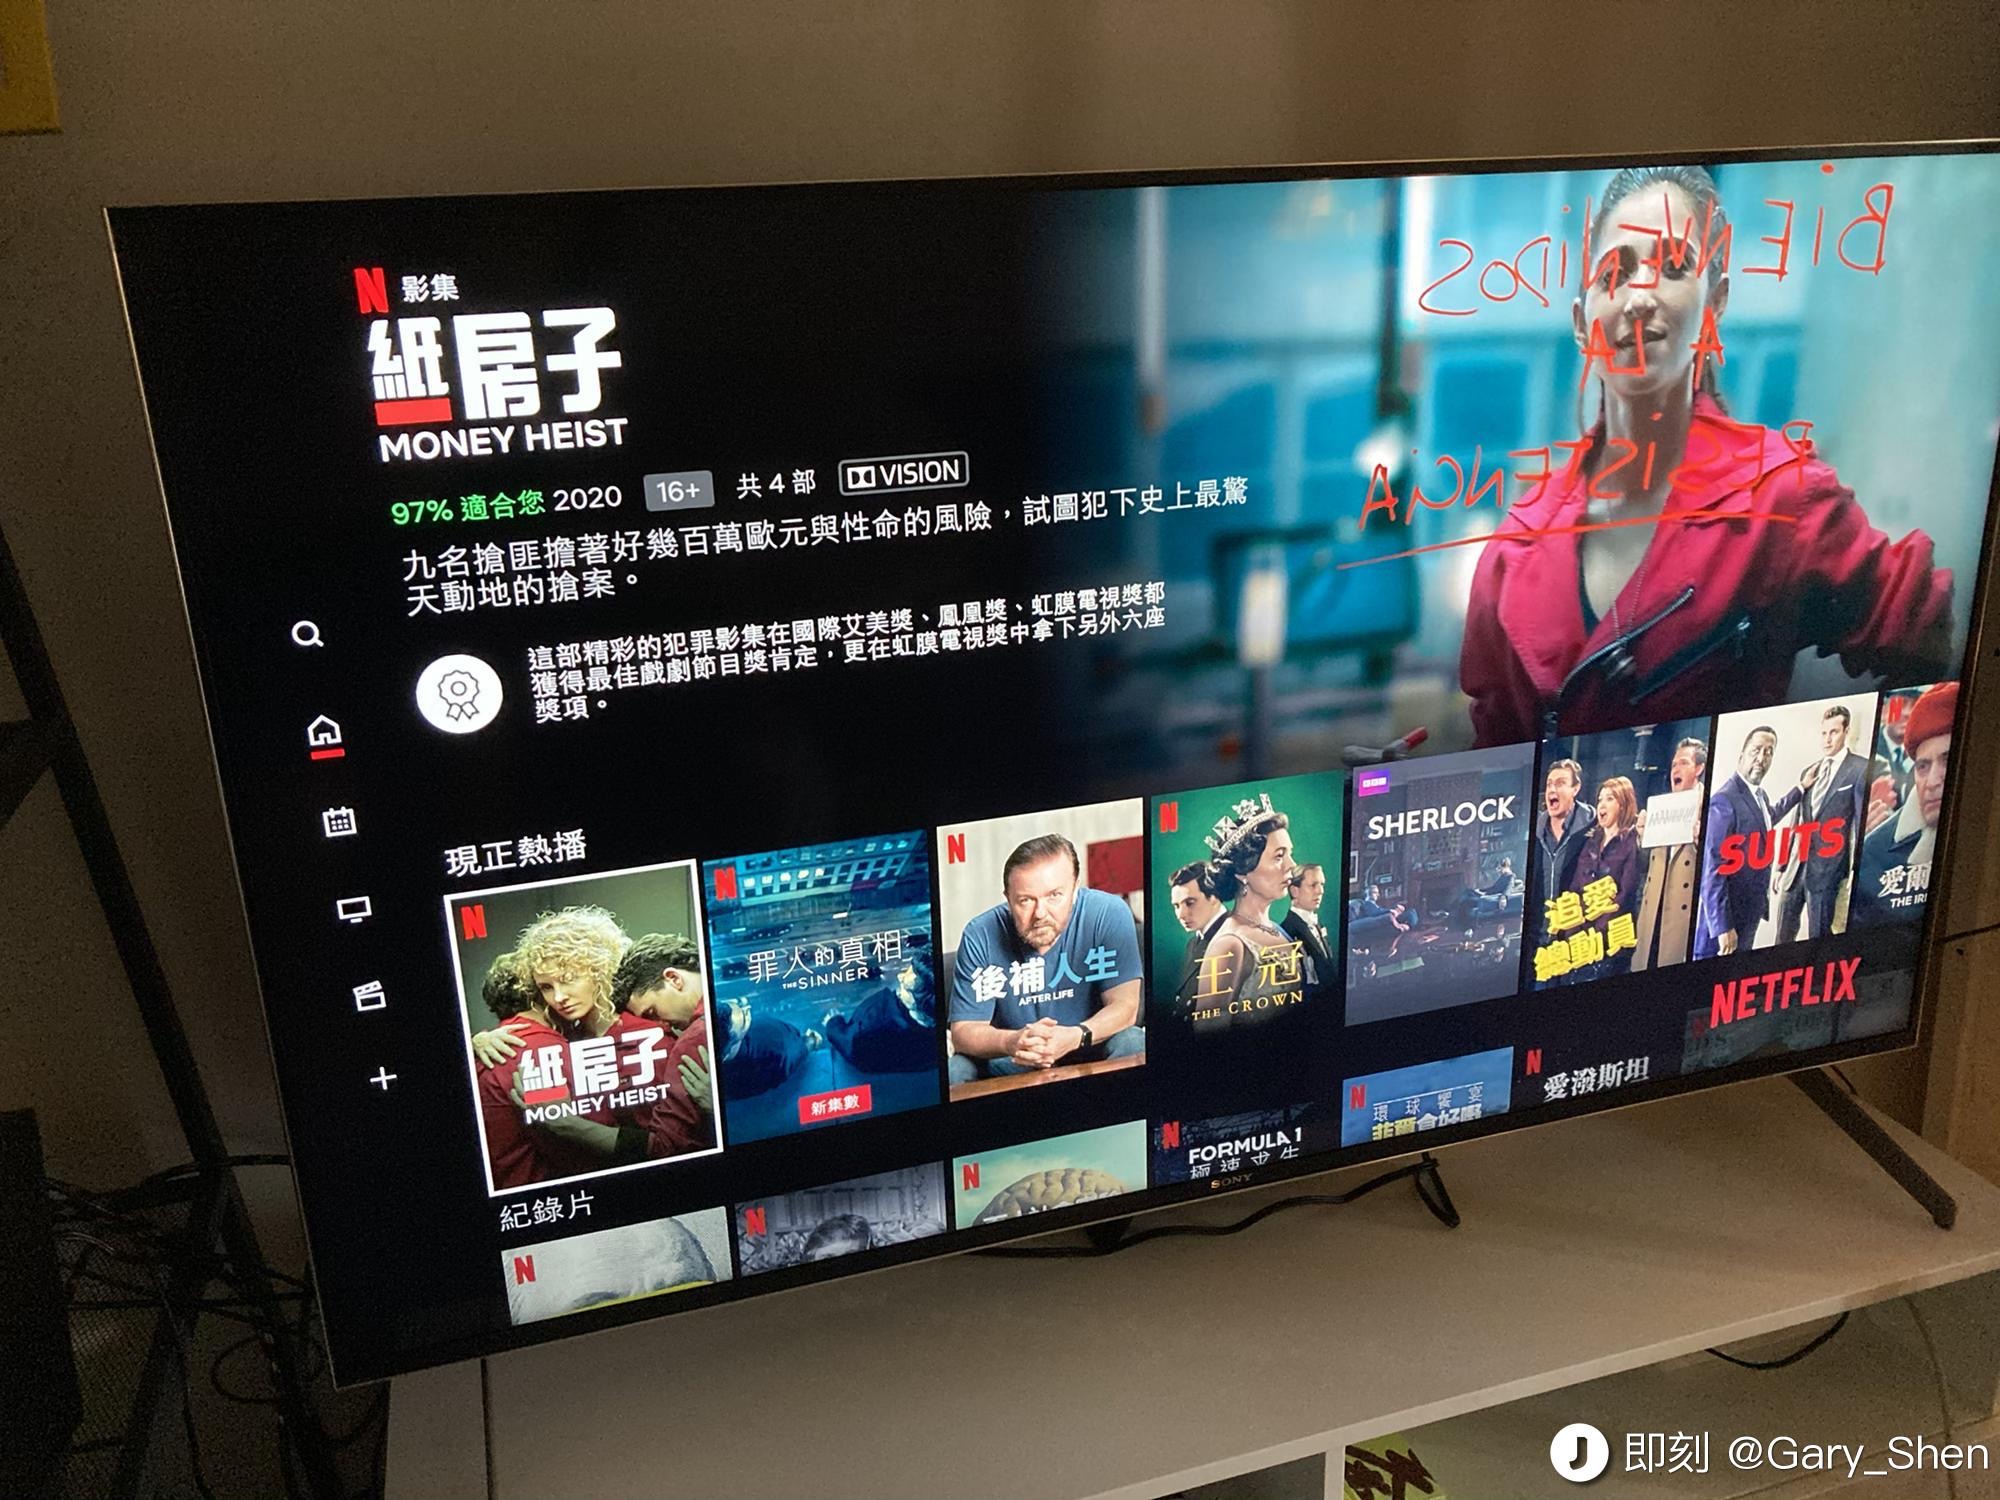 N 影集
紙房子
MONEY HEIST
97% 適合您 2020 16+ 共 4 部 VISION
九名搶匪擔著好幾百萬歐元與性命的風險，試圖犯下史上最驚
天動地的搶案。
這部精彩的犯罪影集在國際艾美獎、鳳凰獎、虹膜電視獎都
獲得最佳戲劇節目獎肯定，更在虹膜電視獎中拿下另外六座
獎項。
BIENVENIDOS
A LA
RESISTENCIA
現正熱播
N
紙房子
MONEY HEIST
N
罪人的真相
THE SINNER
新集數
N
後補人生
AFTER LIFE
N
王冠
THE CROWN
BBC
SHERLOCK
追愛
總動員
SUITS
N
愛爾
THE IRI
NETFLIX
紀錄片
N
N
N
N
FORMULA 1
極速求生
N
環球饗宴
菲爾食好嘢
N
愛潑斯坦
SONY
即刻 @Gary_Shen